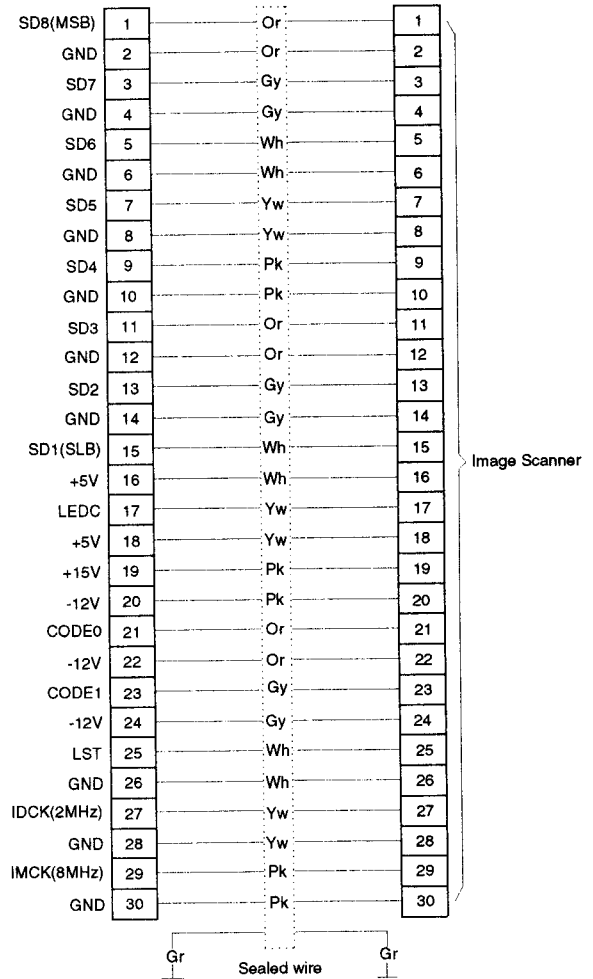 SD8(MSB) 1 Or 1
GND 2 Or 2
SD7 3 Gy 3
GND 4 Gy 4
SD6 5 Wh 5
GND 6 Wh 6
SD5 7 Yw 7
GND 8 Yw 8
SD4 9 Pk 9
GND 10 Pk 10
SD3 11 Or 11
GND 12 Or 12
SD2 13 Gy 13
GND 14 Gy 14
SD1(SLB) 15 Wh 15
Image Scanner
+5V 16 Wh 16
LEDC 17 Yw 17
+5V 18 Yw 18
+15V 19 Pk 19
-12V 20 Pk 20
CODE0 21 Or 21
-12V 22 Or 22
CODE1 23 Gy 23
-12V 24 Gy 24
LST 25 Wh 25
GND 26 Wh 26
IDCK(2MHz) 27 Yw 27
GND 28 Yw 28
IMCK(8MHz) 29 Pk 29
GND 30 Pk 30
Gr Gr
Sealed wire